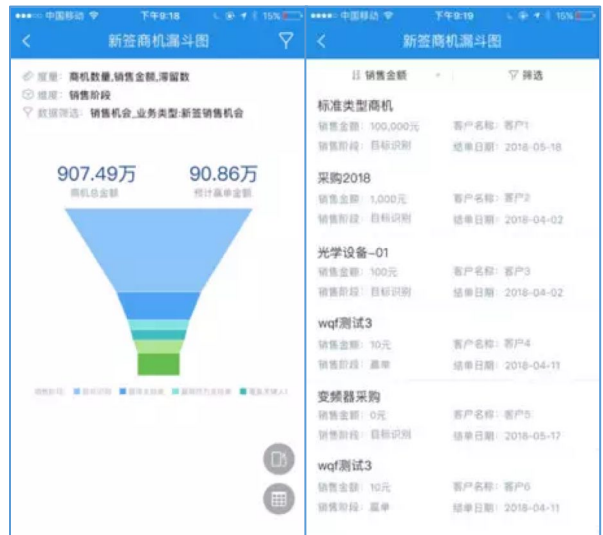 中国移动 下午9:18 15%
新签商机漏斗图
度量: 商机数量,销售金额,滞留数
维度: 销售阶段
数据筛选: 销售机会_业务类型:新签销售机会
907.49万 90.86万
商机总金额 预计赢单金额
销售阶段: 目标识别
中国移动 下午9:19 15%
新签商机漏斗图
销售金额 筛选
标准类型商机
销售金额: 100,000元 客户名称: 客户1
销售阶段: 目标识别 结单日期: 2018-05-18
采购2018
销售金额: 1,000元 客户名称: 客户2
销售阶段: 目标识别 结单日期: 2018-04-02
光学设备-01
销售金额: 100元 客户名称: 客户3
销售阶段: 目标识别 结单日期: 2018-04-02
wqf测试3
销售金额: 10元 客户名称: 客户4
销售阶段: 赢单 结单日期: 2018-04-11
变频器采购
销售金额: 0元 客户名称: 客户5
销售阶段: 目标识别 结单日期: 2018-05-17
wqf测试3
销售金额: 10元 客户名称: 客户6
销售阶段: 赢单 结单日期: 2018-04-11